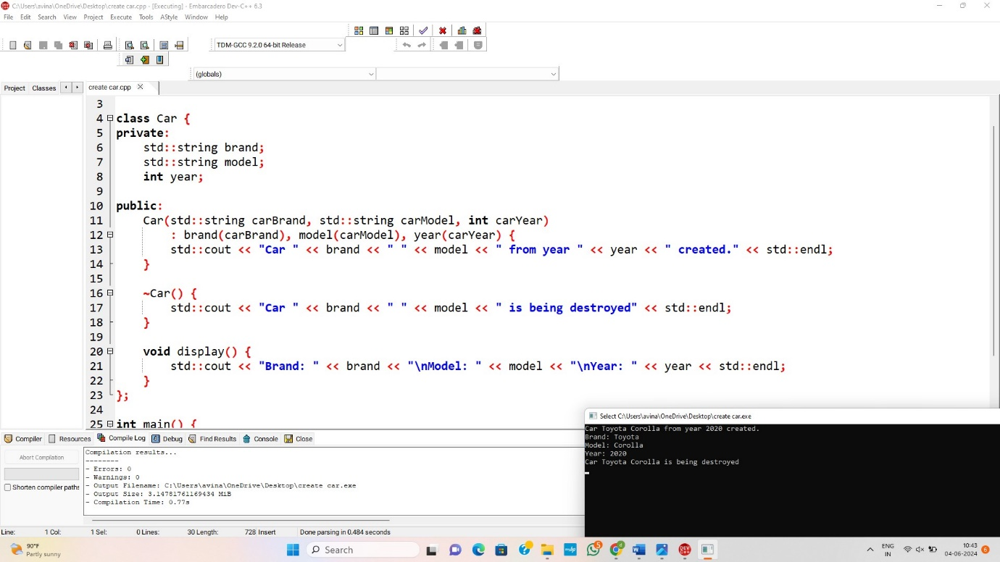 C:\Users\avina\OneDrive\Desktop\create car.cpp - [Executing] - Embarcadero Dev-C++ 6.3
File Edit Search View Project Execute Tools AStyle Window Help
TDM-GCC 9.2.0 64-bit Release
(globals)
Project Classes
create car.cpp
3
4 class Car {
5 private:
6 std::string brand;
7 std::string model;
8 int year;
9
10 public:
11 Car(std::string carBrand, std::string carModel, int carYear)
12 : brand(carBrand), model(carModel), year(carYear) {
13 std::cout << "Car " << brand << " " << model << " from year " << year << " created." << std::endl;
14 }
15
16 ~Car() {
17 std::cout << "Car " << brand << " " << model << " is being destroyed" << std::endl;
18 }
19
20 void display() {
21 std::cout << "Brand: " << brand << "\nModel: " << model << "\nYear: " << year << std::endl;
22 }
23 };
24
25 int main() {
Compiler Resources Compile Log Debug Find Results Console Close
Abort Compilation
Shorten compiler paths
Compilation results...
--------
- Errors: 0
- Warnings: 0
- Output Filename: C:\Users\avina\OneDrive\Desktop\create car.exe
- Output Size: 3.14781761169434 MiB
- Compilation Time: 0.77s
Select C:\Users\avina\OneDrive\Desktop\create car.exe
Car Toyota Corolla from year 2020 created.
Brand: Toyota
Model: Corolla
Year: 2020
Car Toyota Corolla is being destroyed
Line: 1 Col: 1 Sel: 0 Lines: 30 Length: 728 Insert Done parsing in 0.484 seconds
90°F
Partly sunny
Search
5
ENG
IN
10:43
04-06-2024
6